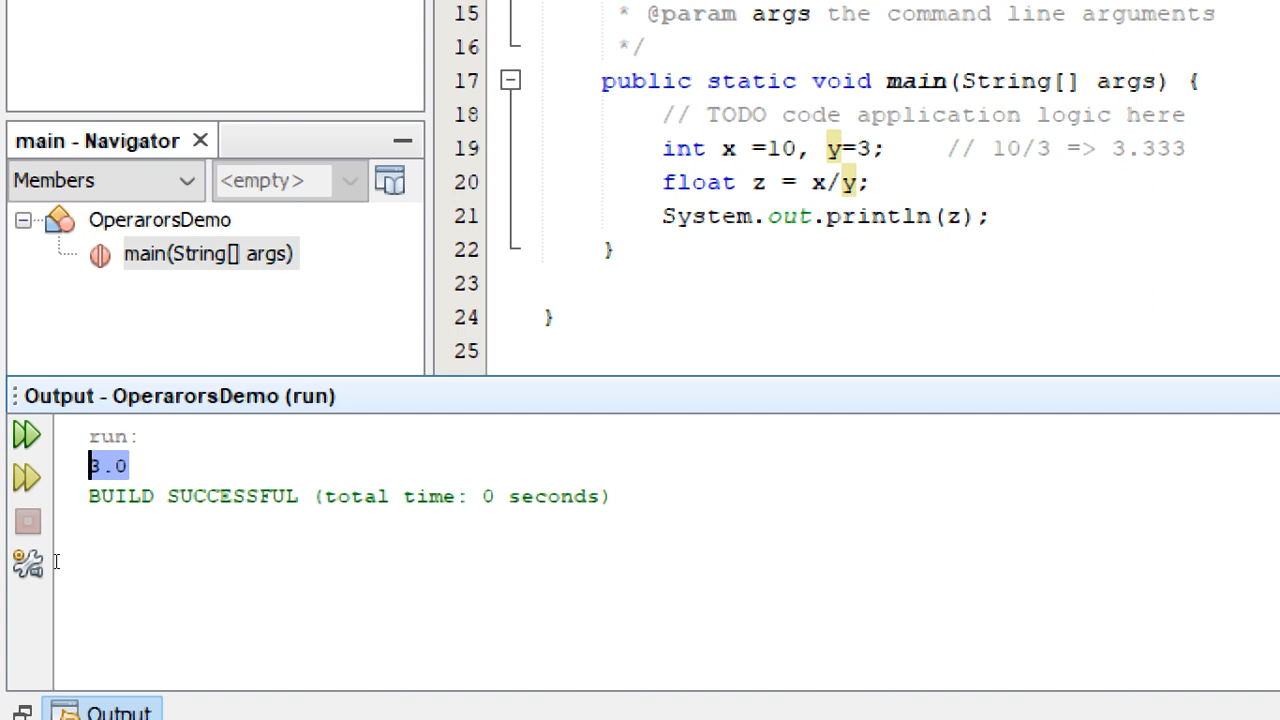 15 * @param args the command line arguments
16 */
17 public static void main(String[] args) {
18 // TODO code application logic here
19 int x =10, y=3; // 10/3 => 3.333
20 float z = x/y;
21 System.out.println(z);
22 }
23
24 }
25
main - Navigator
Members <empty>
OperarorsDemo
main(String[] args)
Output - OperarorsDemo (run)
run:
3.0
BUILD SUCCESSFUL (total time: 0 seconds)
Output